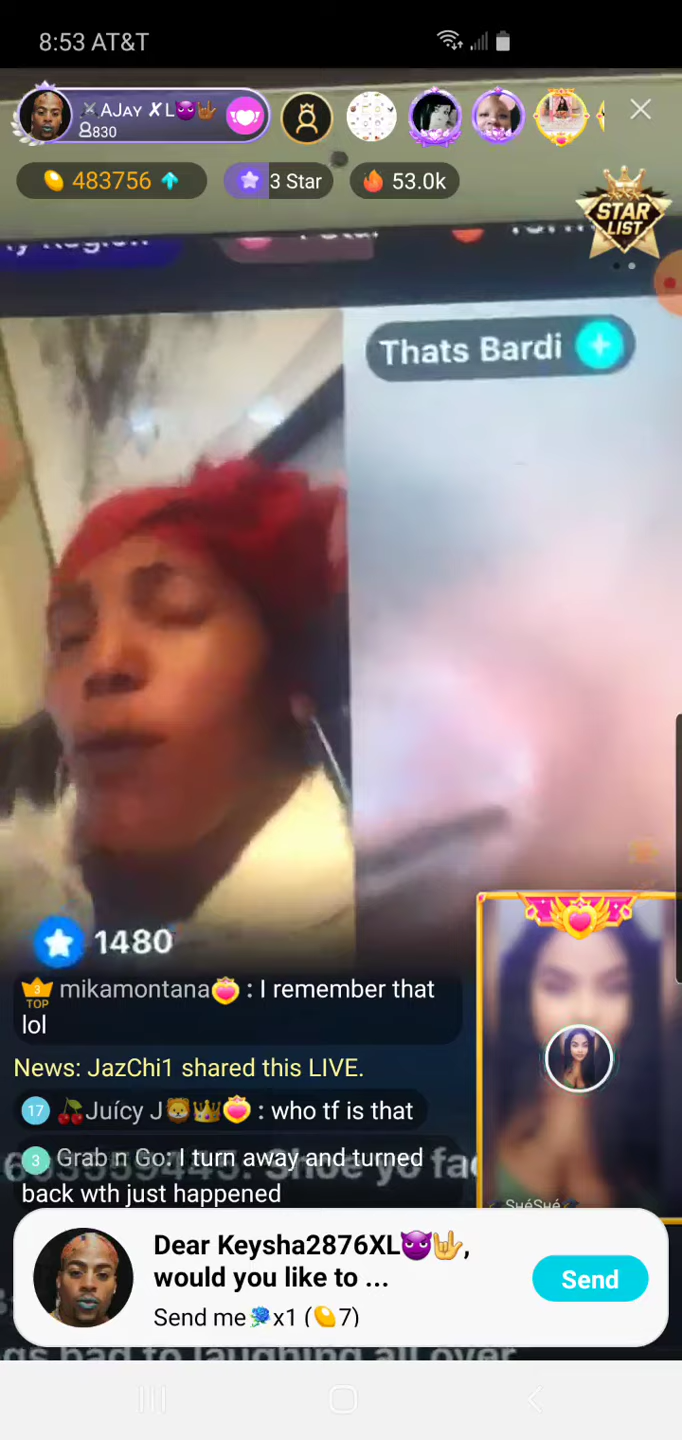 8:53 AT&T
⚔AJAY ✗L😈🤟
830
483756
3 Star
53.0k
STAR
LIST
Thats Bardi
1480
3
TOP
mikamontana : I remember that
lol
News: JazChi1 shared this LIVE.
17 🍒Juícy J🦁👑 : who tf is that
3 Grab n Go: I turn away and turned
back wth just happened
SuéSué
Dear Keysha2876XL😈🤟,
would you like to ...
Send me x1 ( 7)
Send